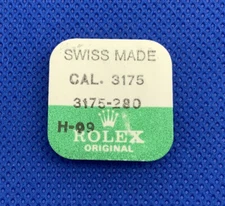 SWISS MADE
CAL. 3175
3175-280
H-09
ROLEX
ORIGINAL